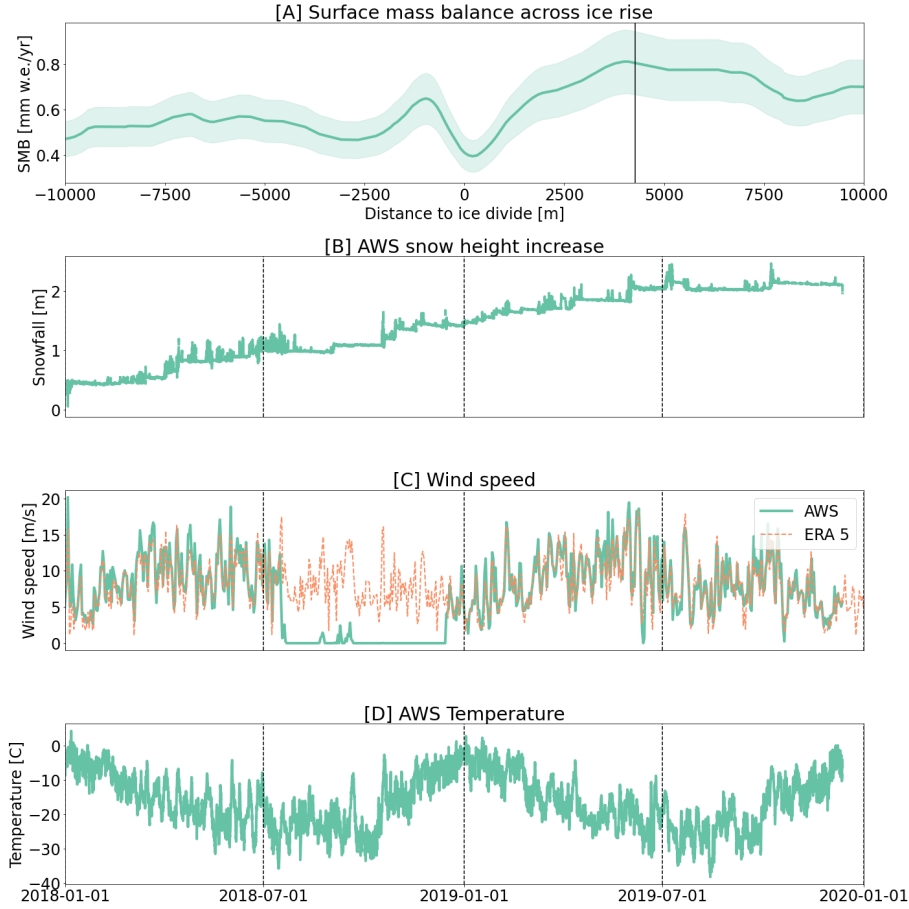 [A] Surface mass balance across ice rise
SMB [mm w.e./yr]
0.8
0.6
0.4
−10000 −7500 −5000 −2500 0 2500 5000 7500 10000
Distance to ice divide [m]
[B] AWS snow height increase
Snowfall [m]
2
1
0
[C] Wind speed
Wind speed [m/s]
20
15
10
5
0
AWS
ERA 5
[D] AWS Temperature
Temperature [C]
0
−10
−20
−30
−40
2018-01-01 2018-07-01 2019-01-01 2019-07-01 2020-01-01